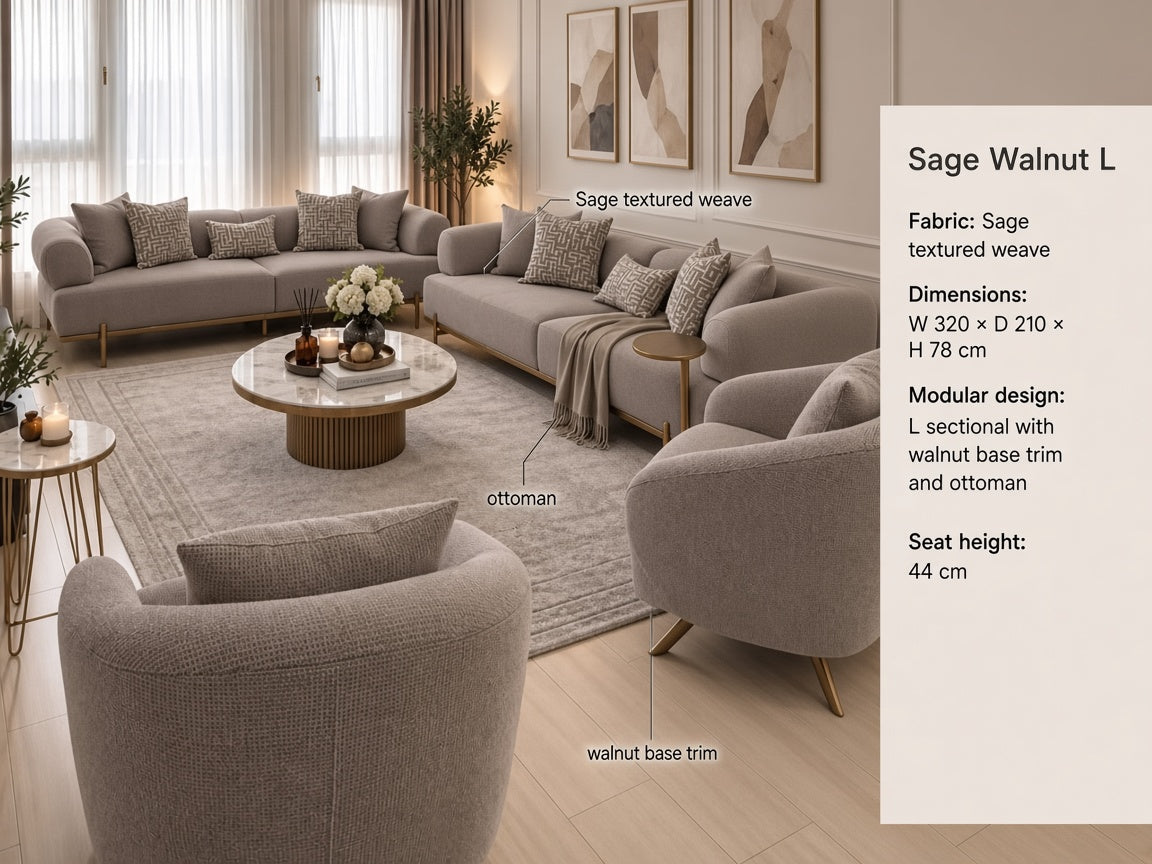 Sage textured weave
ottoman
walnut base trim
Sage Walnut L
Fabric: Sage
textured weave
Dimensions:
W 320 × D 210 ×
H 78 cm
Modular design:
L sectional with
walnut base trim
and ottoman
Seat height:
44 cm